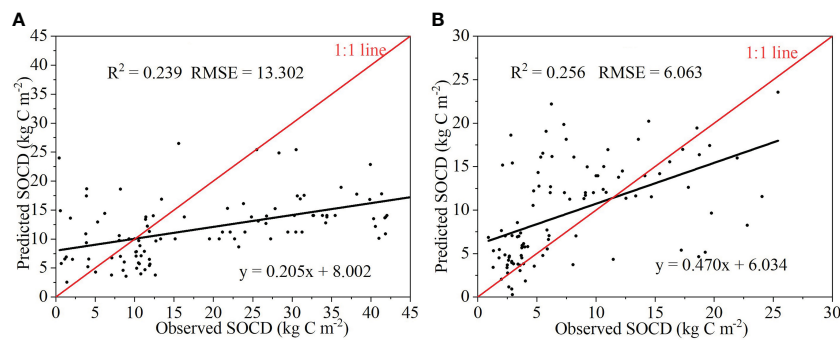 A
45
40
35
30
25
20
15
10
5
0
Predicted SOCD (kg C m-2)
1:1 line
R2 = 0.239 RMSE = 13.302
y = 0.205x + 8.002
0 5 10 15 20 25 30 35 40 45
Observed SOCD (kg C m-2)
B
30
25
20
15
10
5
0
Predicted SOCD (kg C m-2)
1:1 line
R2 = 0.256 RMSE = 6.063
y = 0.470x + 6.034
0 5 10 15 20 25 30
Observed SOCD (kg C m-2)